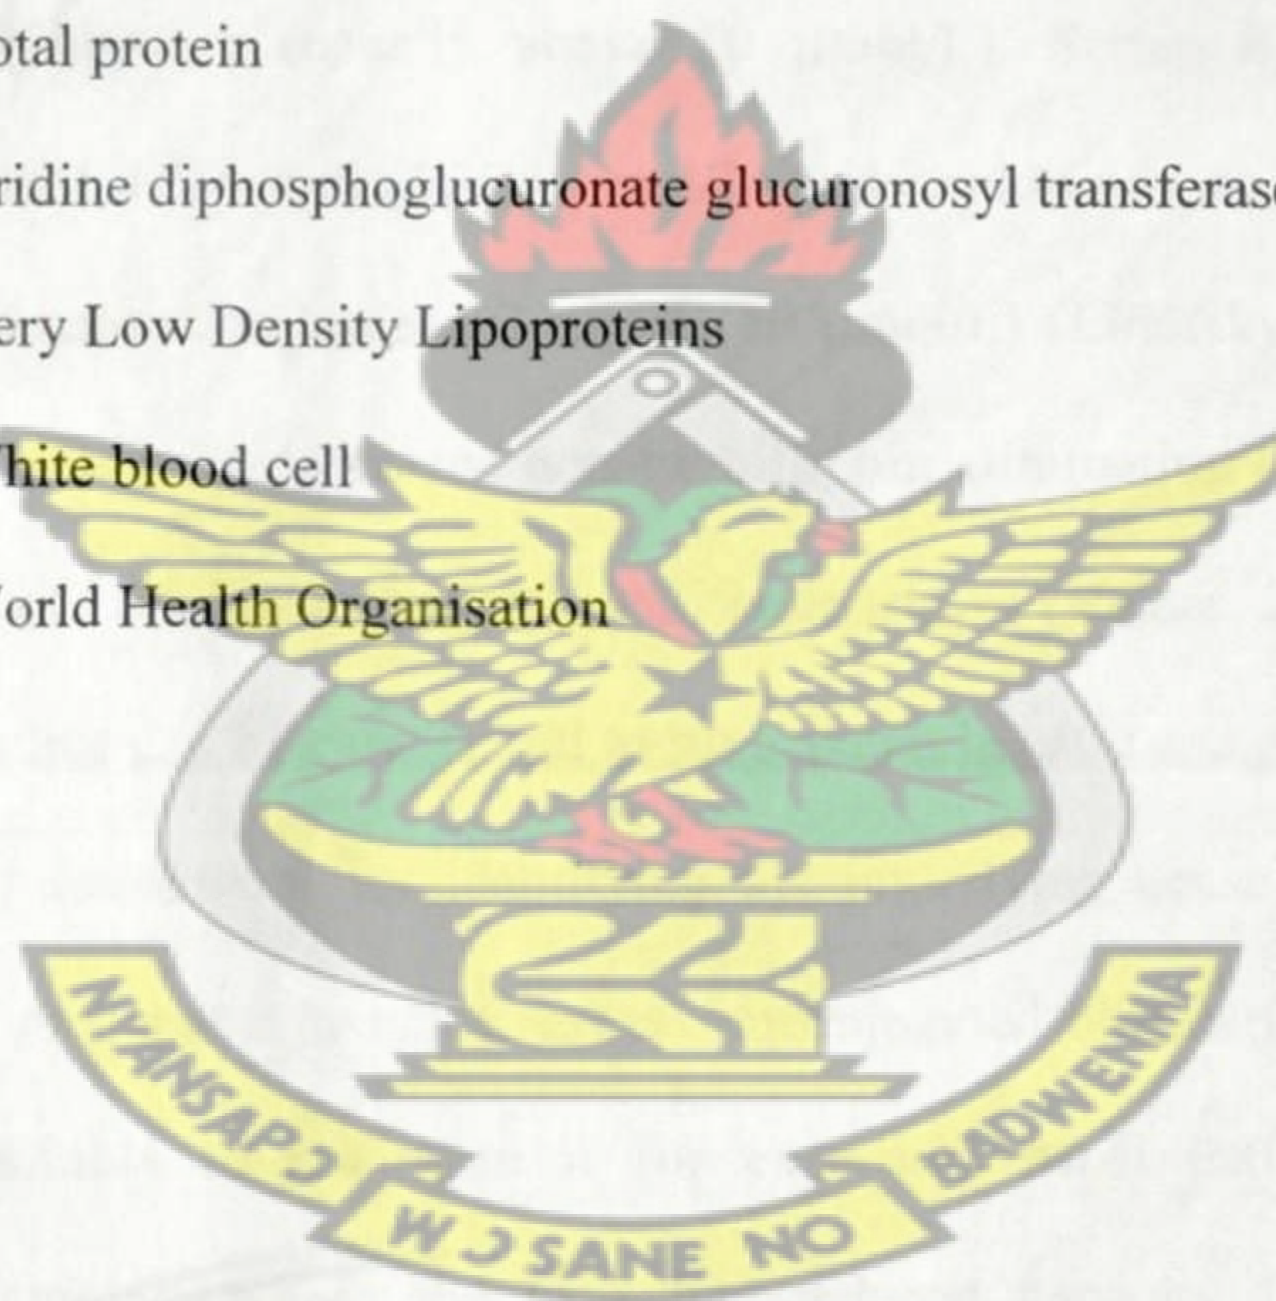 otal protein
ridine diphosphoglucuronate glucuronosyl transferase
ery Low Density Lipoproteins
hite blood cell
orld Health Organisation
NYANSAPƆ
WƆSANE NO
BADWENMA